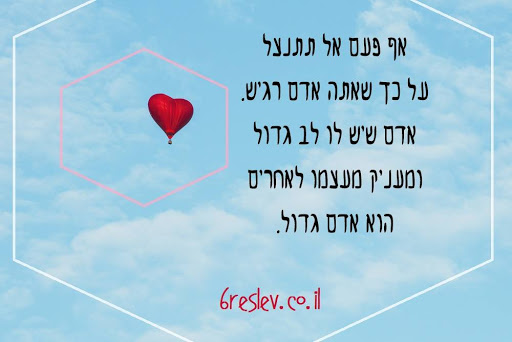 אף פעם אל תתנצל
על כך שאתה אדם רגיש.
אדם שיש לו לב גדול
ומעניק מעצמו לאחרים
הוא אדם גדול.
6reslev.co.il